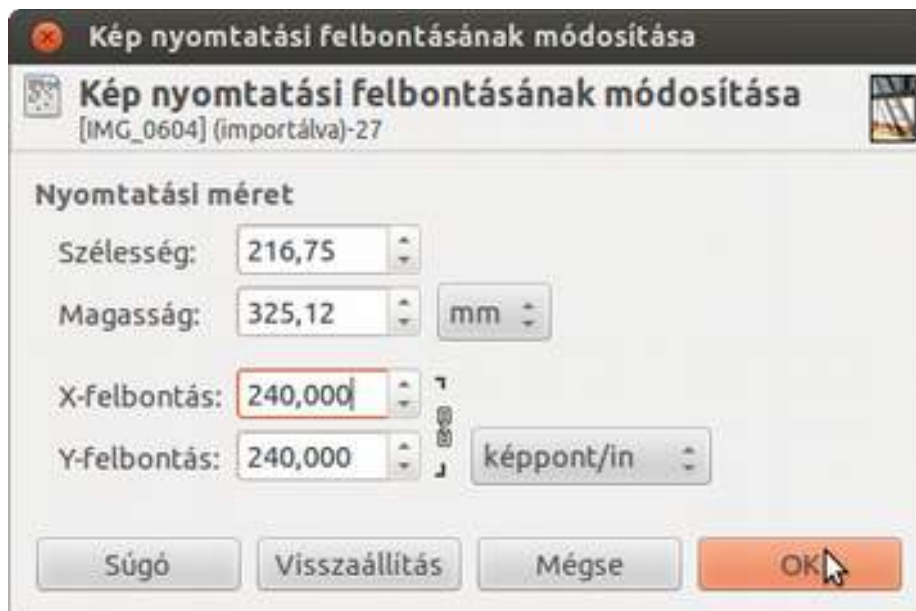 Kép nyomtatási felbontásának módosítása
Kép nyomtatási felbontásának módosítása
[IMG_0604] (importálva)-27
Nyomtatási méret
Szélesség: 216,75
Magasság: 325,12 mm
X-felbontás: 240,000
Y-felbontás: 240,000 képpont/in
Súgó Visszaállítás Mégse OK